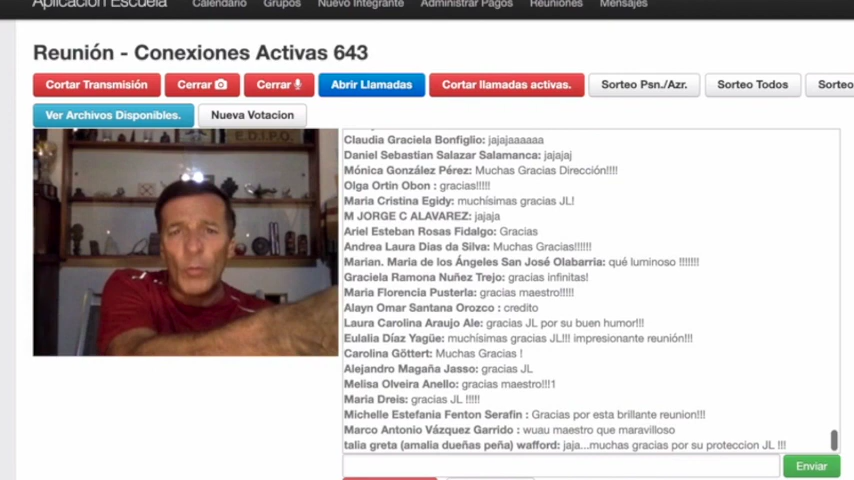 Aplicación Escuela Calendario Grupos Nuevo Integrante Administrar Pagos Reuniones Mensajes
Reunión - Conexiones Activas 643
Cortar Transmisión Cerrar Cerrar Abrir Llamadas Cortar llamadas activas. Sorteo Psn./Azr. Sorteo Todos Sorteo
Ver Archivos Disponibles. Nueva Votacion
EDIPO
Claudia Graciela Bonfiglio: jajajaaaaaa
Daniel Sebastian Salazar Salamanca: jajajaj
Mónica González Pérez: Muchas Gracias Dirección!!!!
Olga Ortin Obon : gracias!!!!!
Maria Cristina Egidy: muchísimas gracias JL!
M JORGE C ALAVAREZ: jajaja
Ariel Esteban Rosas Fidalgo: Gracias
Andrea Laura Dias da Silva: Muchas Gracias!!!!!!
Marian. Maria de los Ángeles San José Olabarria: qué luminoso !!!!!!!
Graciela Ramona Nuñez Trejo: gracias infinitas!
Maria Florencia Pusterla: gracias maestro!!!!!
Alayn Omar Santana Orozco : credito
Laura Carolina Araujo Ale: gracias JL por su buen humor!!!
Eulalia Díaz Yagüe: muchísimas gracias JL!!! impresionante reunión!!!
Carolina Göttert: Muchas Gracias !
Alejandro Magaña Jasso: gracias JL
Melisa Olveira Anello: gracias maestro!!!1
Maria Dreis: gracias JL !!!!!
Michelle Estefania Fenton Serafin : Gracias por esta brillante reunion!!!
Marco Antonio Vázquez Garrido : wuau maestro que maravilloso
talia greta (amalia dueñas peña) wafford: jaja...muchas gracias por su proteccion JL !!!
Enviar